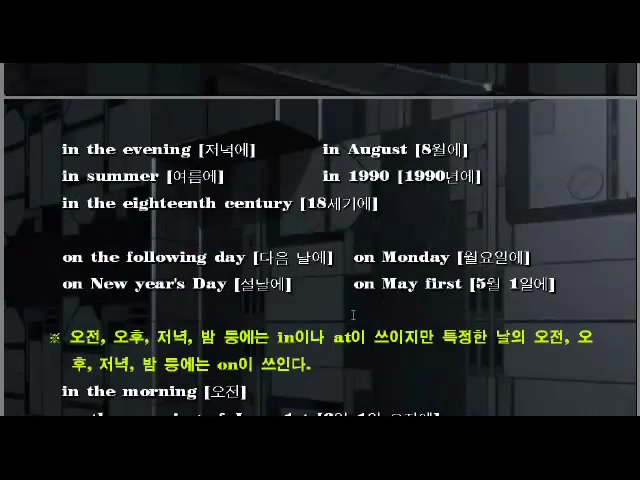 in the evening [저녁에] in August [8월에]
in summer [여름에] in 1990 [1990년에]
in the eighteenth century [18세기에]
on the following day [다음 날에] on Monday [월요일에]
on New year's Day [설날에] on May first [5월 1일에]
※ 오전, 오후, 저녁, 밤 등에는 in이나 at이 쓰이지만 특정한 날의 오전, 오
후, 저녁, 밤 등에는 on이 쓰인다.
in the morning [오전]